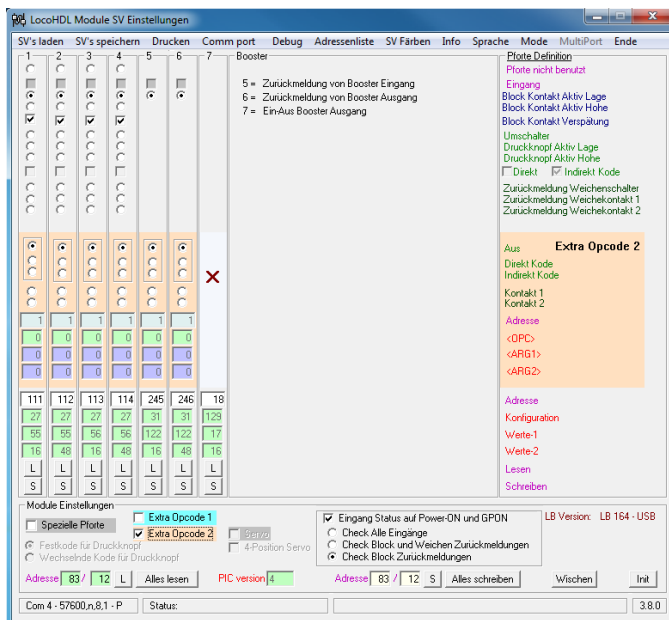 LocoHDL Module SV Einstellungen
SV's laden SV's speichern Drucken Comm port Debug Adressenliste SV Färben Info Sprache Mode MultiPort Ende
1 2 3 4 5 6 7 Booster
5 = Zurückmeldung von Booster Eingang
6 = Zurückmeldung von Booster Ausgang
7 = Ein-Aus Booster Ausgang
Pforte Definition
Pforte nicht benutzt
Eingang
Block Kontakt Aktiv Lage
Block Kontakt Aktiv Hohe
Block Kontakt Verspätung
Umschalter
Druckknopf Aktiv Lage
Druckknopf Aktiv Hohe
Direkt Indirekt Kode
Zurückmeldung Weichenschalter
Zurückmeldung Weichekontakt 1
Zurückmeldung Weichekontakt 2
Aus Extra Opcode 2
Direkt Kode
Indirekt Kode
Kontakt 1
Kontakt 2
1 1 1 1 1 1 Adresse
0 0 0 0 0 0 <OPC>
0 0 0 0 0 0 <ARG1>
0 0 0 0 0 0 <ARG2>
111 112 113 114 245 246 18 Adresse
27 27 27 27 31 31 129 Konfiguration
55 55 56 56 122 122 17 Werte-1
16 48 16 48 16 48 16 Werte-2
L L L L L L L Lesen
S S S S S S S Schreiben
Module Einstellungen
Spezielle Pforte
Extra Opcode 1
Extra Opcode 2
Festkode für Druckknopf
Wechselnde Kode für Druckknopf
Servo
4-Position Servo
Eingang Status auf Power-ON und GPON
Check Alle Eingänge
Check Block und Weichen Zurückmeldungen
Check Block Zurückmeldungen
LB Version: LB 164 - USB
Adresse 83 / 12 L Alles lesen PIC version 4 Adresse 83 / 12 S Alles schreiben Wischen Init
Com 4 - 57600,n,8,1 - P Status: 3.8.0